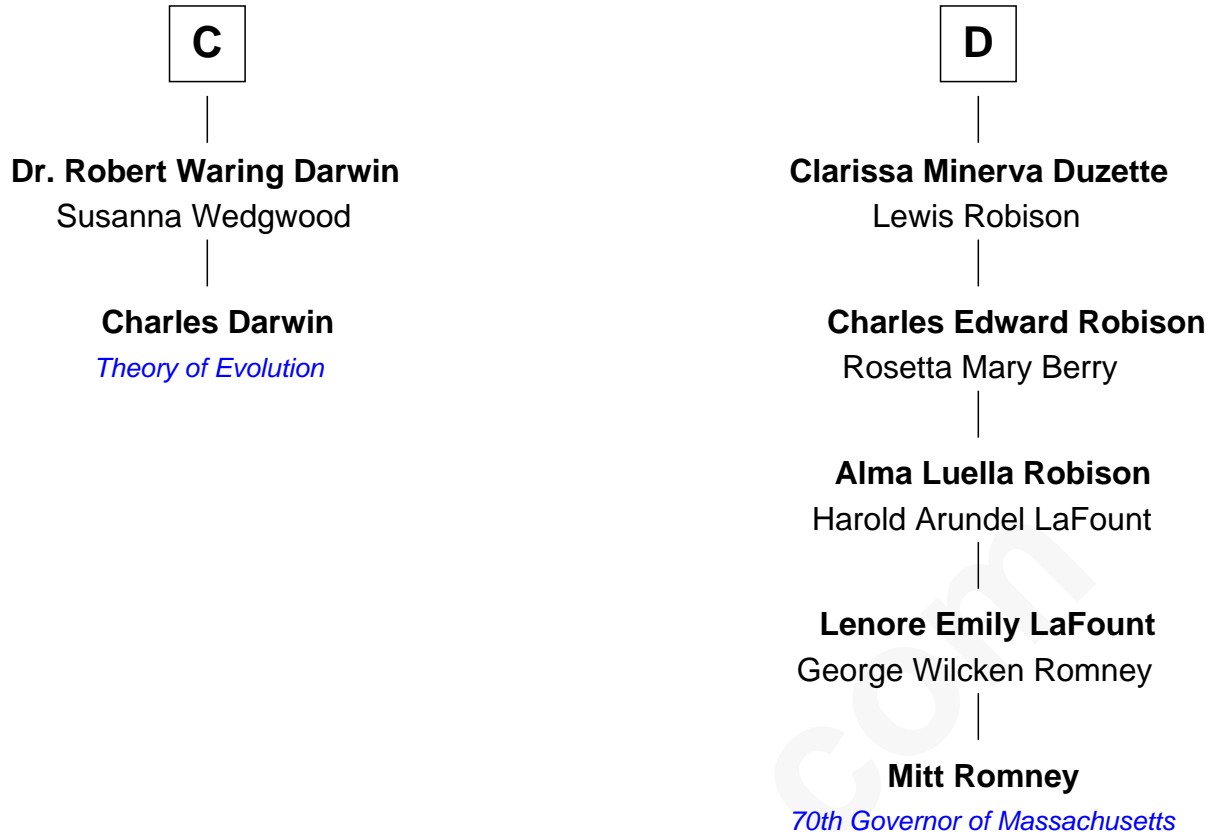 C
Dr. Robert Waring Darwin
Susanna Wedgwood
Charles Darwin
Theory of Evolution
D
Clarissa Minerva Duzette
Lewis Robison
Charles Edward Robison
Rosetta Mary Berry
Alma Luella Robison
Harold Arundel LaFount
Lenore Emily LaFount
George Wilcken Romney
Mitt Romney
70th Governor of Massachusetts
com